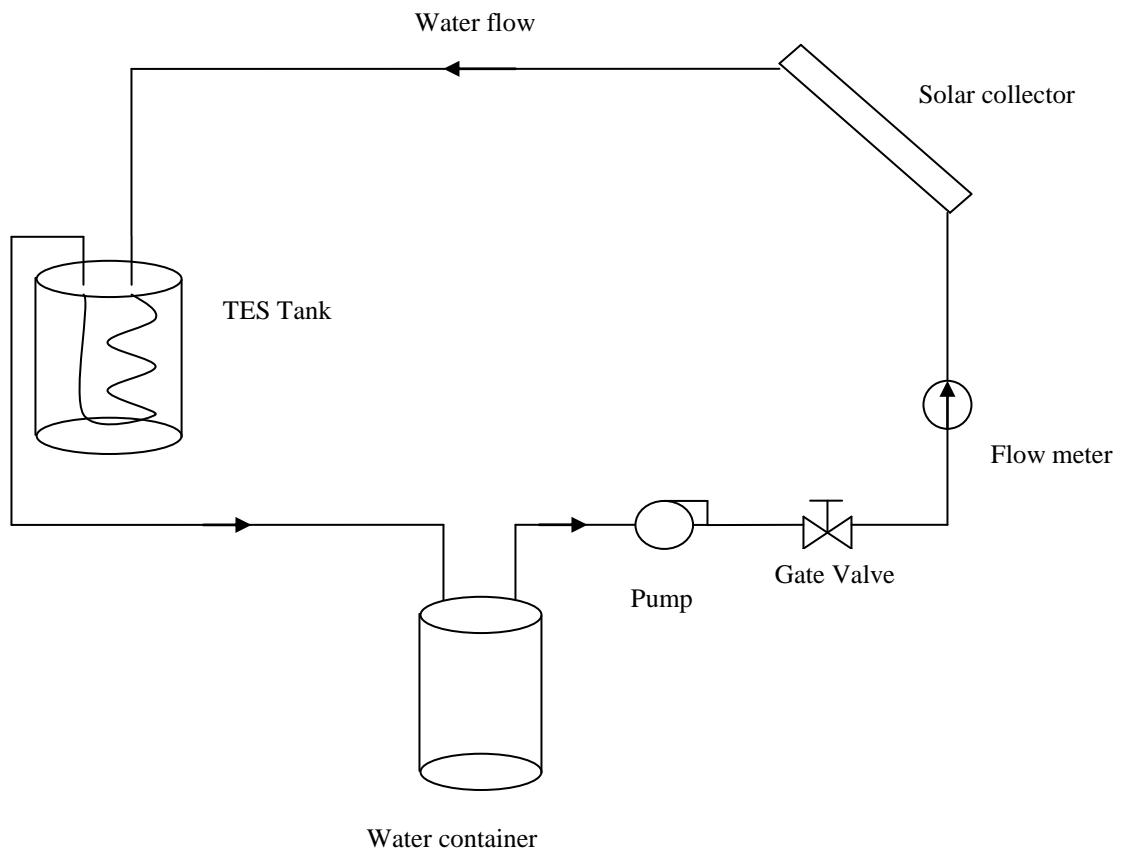 Water flow
Solar collector
TES Tank
Flow meter
Gate Valve
Pump
Water container